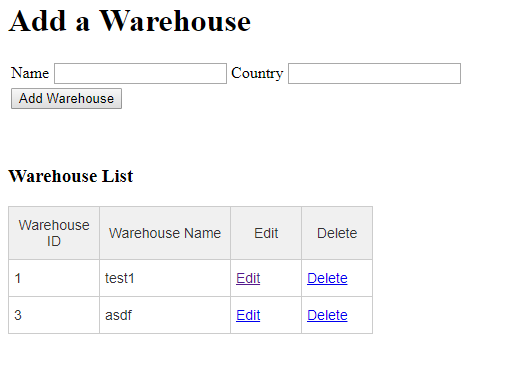 Add a Warehouse
Name Country
Add Warehouse
Warehouse List
Warehouse
ID
Warehouse Name Edit Delete
1 test1 Edit Delete
3 asdf Edit Delete